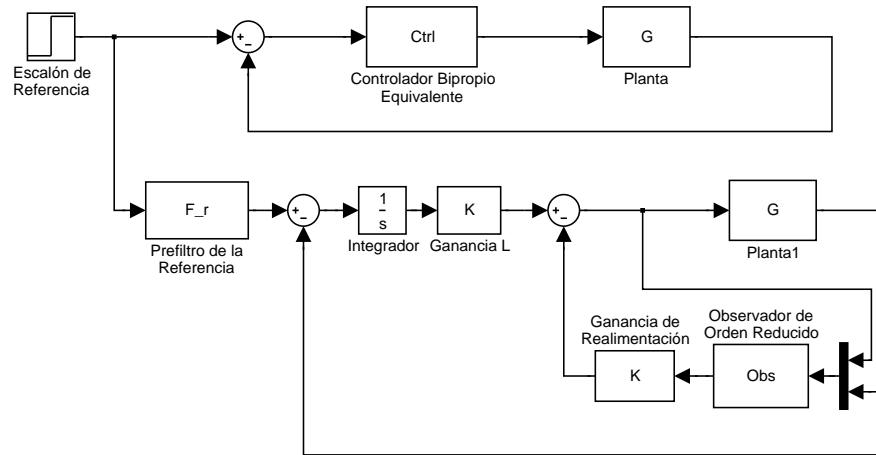 Escalón de
Referencia
+
−
Ctrl
Controlador Bipropio
Equivalente
G
Planta
F_r
Prefiltro de la
Referencia
+
−
1
s
Integrador
K
Ganancia L
+
−
G
Planta1
Ganancia de
Realimentación
K
Observador de
Orden Reducido
Obs